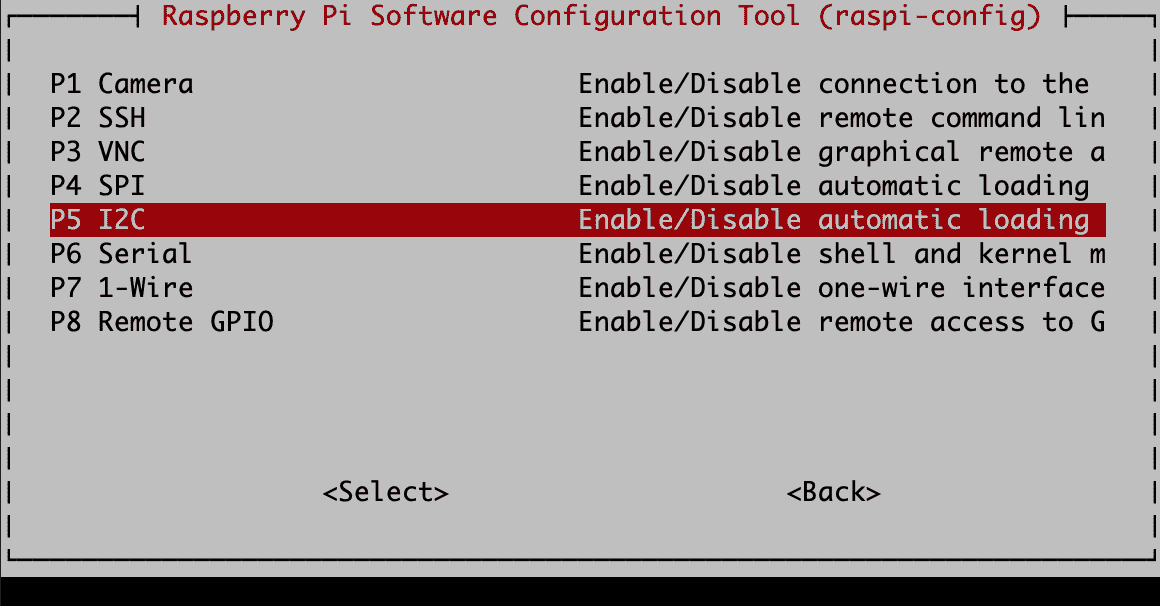 Raspberry Pi Software Configuration Tool (raspi-config)
P1 Camera Enable/Disable connection to the
P2 SSH Enable/Disable remote command lin
P3 VNC Enable/Disable graphical remote a
P4 SPI Enable/Disable automatic loading
P5 I2C Enable/Disable automatic loading
P6 Serial Enable/Disable shell and kernel m
P7 1-Wire Enable/Disable one-wire interface
P8 Remote GPIO Enable/Disable remote access to G
<Select> <Back>